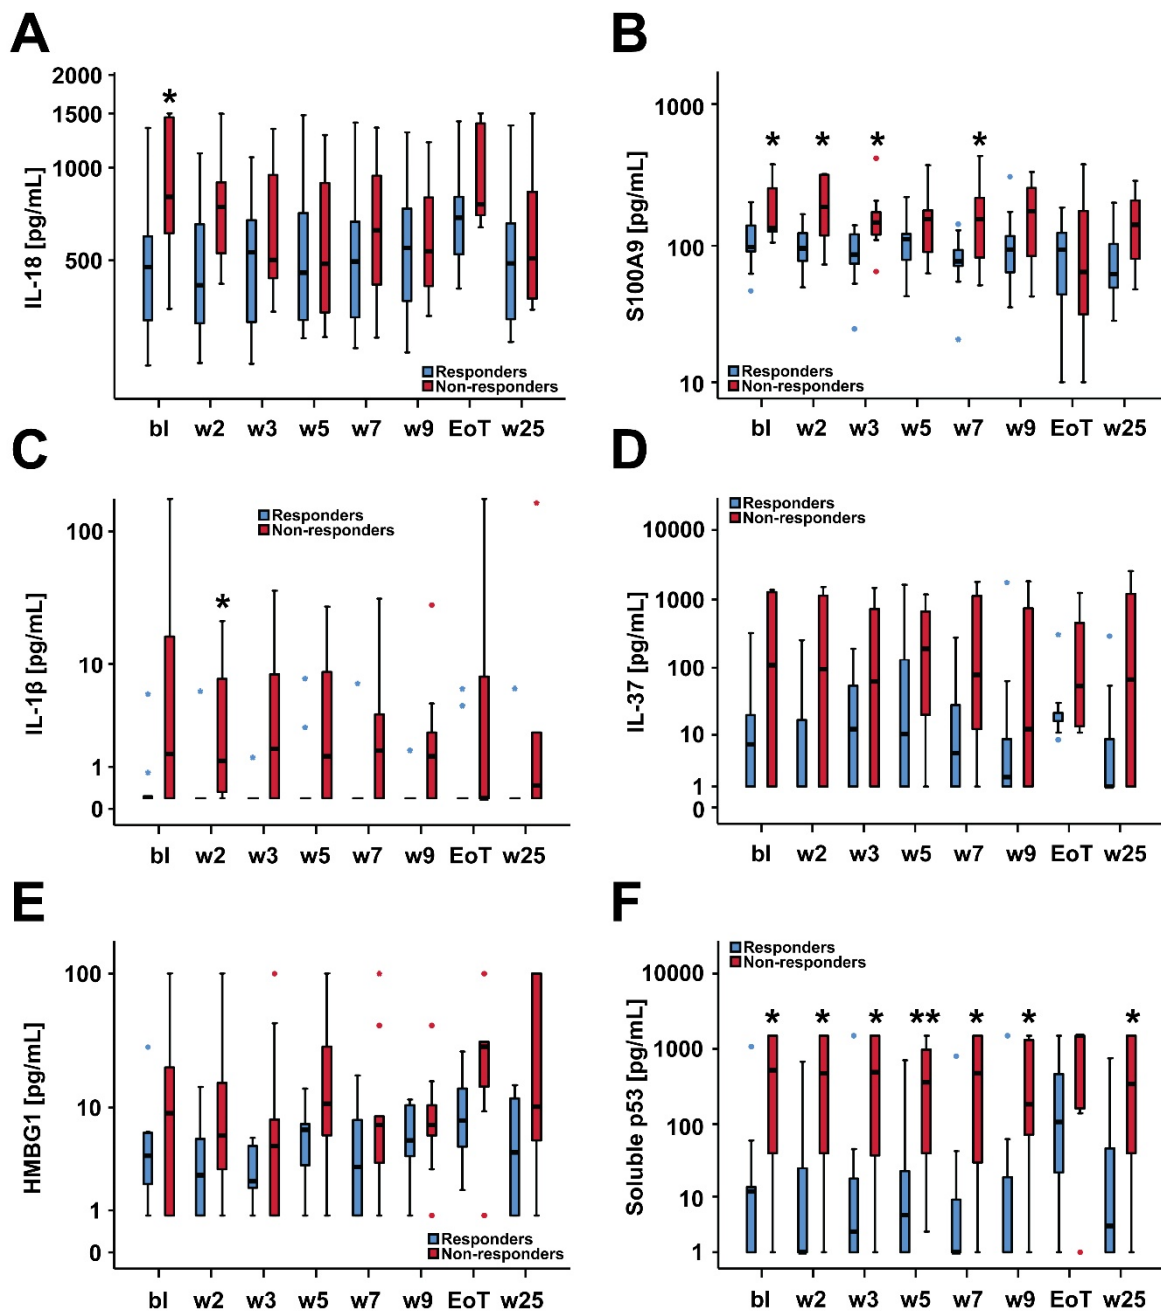 A
IL-18 [pg/mL]
2000
1500
1000
500
*
Responders
Non-responders
bl w2 w3 w5 w7 w9 EoT w25
B
S100A9 [pg/mL]
1000
100
10
* * * *
Responders
Non-responders
bl w2 w3 w5 w7 w9 EoT w25
C
IL-1β [pg/mL]
100
10
1
0
*
Responders
Non-responders
bl w2 w3 w5 w7 w9 EoT w25
D
IL-37 [pg/mL]
10000
1000
100
10
1
0
Responders
Non-responders
bl w2 w3 w5 w7 w9 EoT w25
E
HMBG1 [pg/mL]
100
10
1
0
Responders
Non-responders
bl w2 w3 w5 w7 w9 EoT w25
F
Soluble p53 [pg/mL]
10000
1000
100
10
1
Responders
Non-responders
* * * ** * * *
bl w2 w3 w5 w7 w9 EoT w25